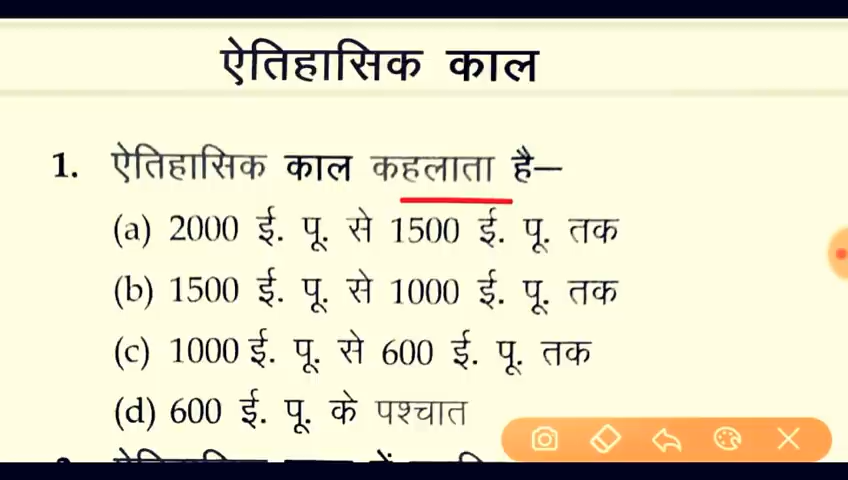 ऐतिहासिक काल
1. ऐतिहासिक काल कहलाता है–
(a) 2000 ई. पू. से 1500 ई. पू. तक
(b) 1500 ई. पू. से 1000 ई. पू. तक
(c) 1000 ई. पू. से 600 ई. पू. तक
(d) 600 ई. पू. के पश्चात